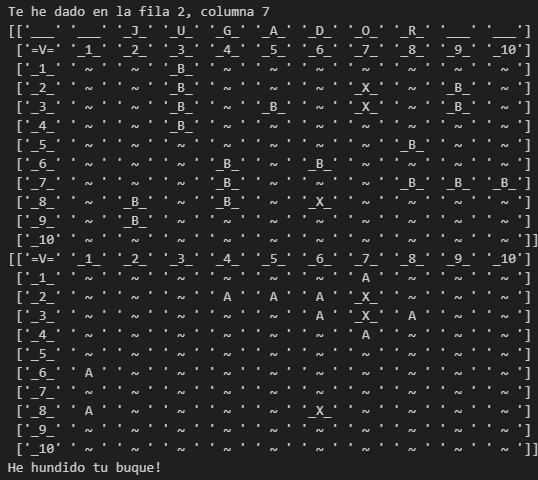 Te he dado en la fila 2, columna 7
[['___' '___' '_J_' '_U_' '_G_' '_A_' '_D_' '_O_' '_R_' '___' '___']
 ['=V=' '_1_' '_2_' '_3_' '_4_' '_5_' '_6_' '_7_' '_8_' '_9_' '_10']
 ['_1_' ' ~ ' ' ~ ' '_B_' ' ~ ' ' ~ ' ' ~ ' ' ~ ' ' ~ ' ' ~ ' ' ~ ']
 ['_2_' ' ~ ' ' ~ ' '_B_' ' ~ ' ' ~ ' ' ~ ' '_X_' ' ~ ' '_B_' ' ~ ']
 ['_3_' ' ~ ' ' ~ ' '_B_' ' ~ ' '_B_' ' ~ ' '_X_' ' ~ ' '_B_' ' ~ ']
 ['_4_' ' ~ ' ' ~ ' '_B_' ' ~ ' ' ~ ' ' ~ ' ' ~ ' ' ~ ' ' ~ ' ' ~ ']
 ['_5_' ' ~ ' ' ~ ' ' ~ ' ' ~ ' ' ~ ' ' ~ ' ' ~ ' '_B_' ' ~ ' ' ~ ']
 ['_6_' ' ~ ' ' ~ ' ' ~ ' '_B_' ' ~ ' '_B_' ' ~ ' ' ~ ' ' ~ ' ' ~ ']
 ['_7_' ' ~ ' ' ~ ' ' ~ ' '_B_' ' ~ ' ' ~ ' ' ~ ' '_B_' '_B_' '_B_']
 ['_8_' ' ~ ' '_B_' ' ~ ' '_B_' ' ~ ' '_X_' ' ~ ' ' ~ ' ' ~ ' ' ~ ']
 ['_9_' ' ~ ' '_B_' ' ~ ' ' ~ ' ' ~ ' ' ~ ' ' ~ ' ' ~ ' ' ~ ' ' ~ ']
 ['_10' ' ~ ' ' ~ ' ' ~ ' ' ~ ' ' ~ ' ' ~ ' ' ~ ' ' ~ ' ' ~ ' ' ~ ']]
[['=V=' '_1_' '_2_' '_3_' '_4_' '_5_' '_6_' '_7_' '_8_' '_9_' '_10']
 ['_1_' ' ~ ' ' ~ ' ' ~ ' ' ~ ' ' ~ ' ' ~ ' ' A ' ' ~ ' ' ~ ' ' ~ ']
 ['_2_' ' ~ ' ' ~ ' ' ~ ' ' A ' ' A ' ' A ' '_X_' ' ~ ' ' ~ ' ' ~ ']
 ['_3_' ' ~ ' ' ~ ' ' ~ ' ' ~ ' ' ~ ' ' A ' '_X_' ' A ' ' ~ ' ' ~ ']
 ['_4_' ' ~ ' ' ~ ' ' ~ ' ' ~ ' ' ~ ' ' ~ ' ' A ' ' ~ ' ' ~ ' ' ~ ']
 ['_5_' ' ~ ' ' ~ ' ' ~ ' ' ~ ' ' ~ ' ' ~ ' ' ~ ' ' ~ ' ' ~ ' ' ~ ']
 ['_6_' ' A ' ' ~ ' ' ~ ' ' ~ ' ' ~ ' ' ~ ' ' ~ ' ' ~ ' ' ~ ' ' ~ ']
 ['_7_' ' ~ ' ' ~ ' ' ~ ' ' ~ ' ' ~ ' ' ~ ' ' ~ ' ' ~ ' ' ~ ' ' ~ ']
 ['_8_' ' A ' ' ~ ' ' ~ ' ' ~ ' ' ~ ' '_X_' ' ~ ' ' ~ ' ' ~ ' ' ~ ']
 ['_9_' ' ~ ' ' ~ ' ' ~ ' ' ~ ' ' ~ ' ' ~ ' ' ~ ' ' ~ ' ' ~ ' ' ~ ']
 ['_10' ' ~ ' ' ~ ' ' ~ ' ' ~ ' ' ~ ' ' ~ ' ' ~ ' ' ~ ' ' ~ ' ' ~ ']]
He hundido tu buque!